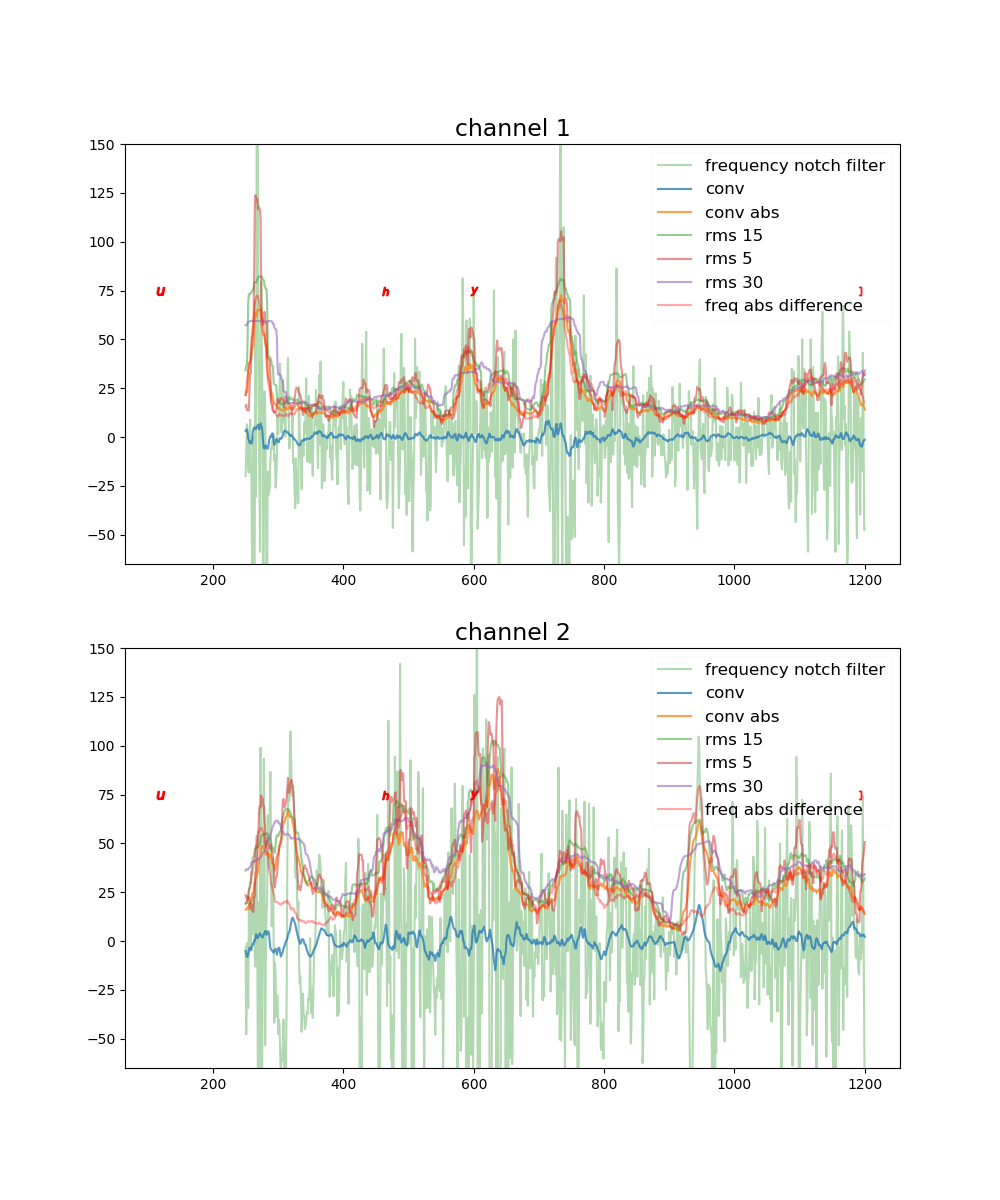 channel 1
150
125
100
75
50
25
0
−25
−50
200 400 600 800 1000 1200
frequency notch filter
conv
conv abs
rms 15
rms 5
rms 30
freq abs difference
u h y
channel 2
150
125
100
75
50
25
0
−25
−50
200 400 600 800 1000 1200
frequency notch filter
conv
conv abs
rms 15
rms 5
rms 30
freq abs difference
u h y